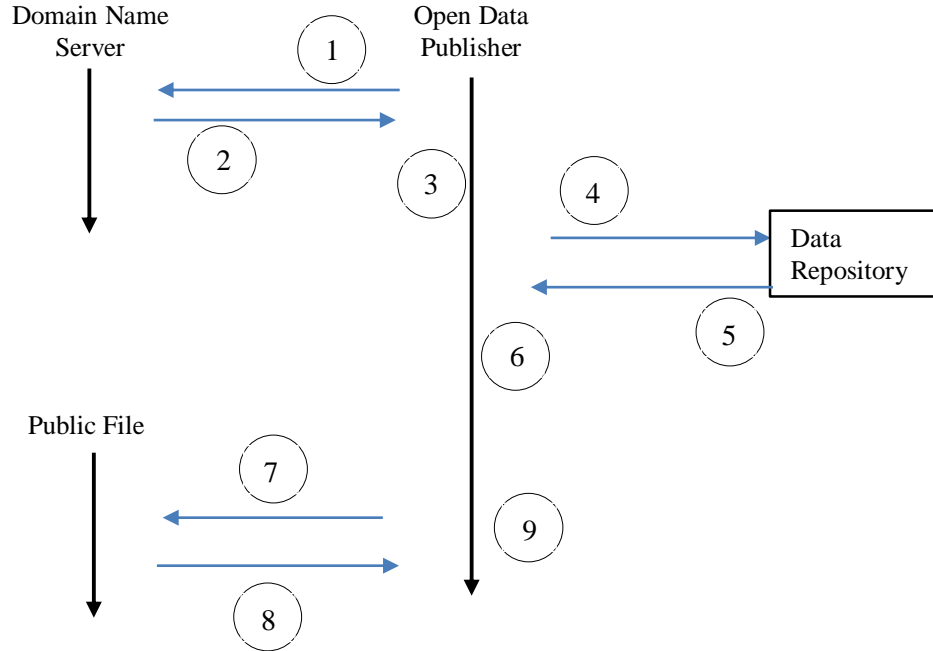 Domain Name
Server
Open Data
Publisher
1
2
3
4
Data
Repository
5
6
Public File
7
8
9